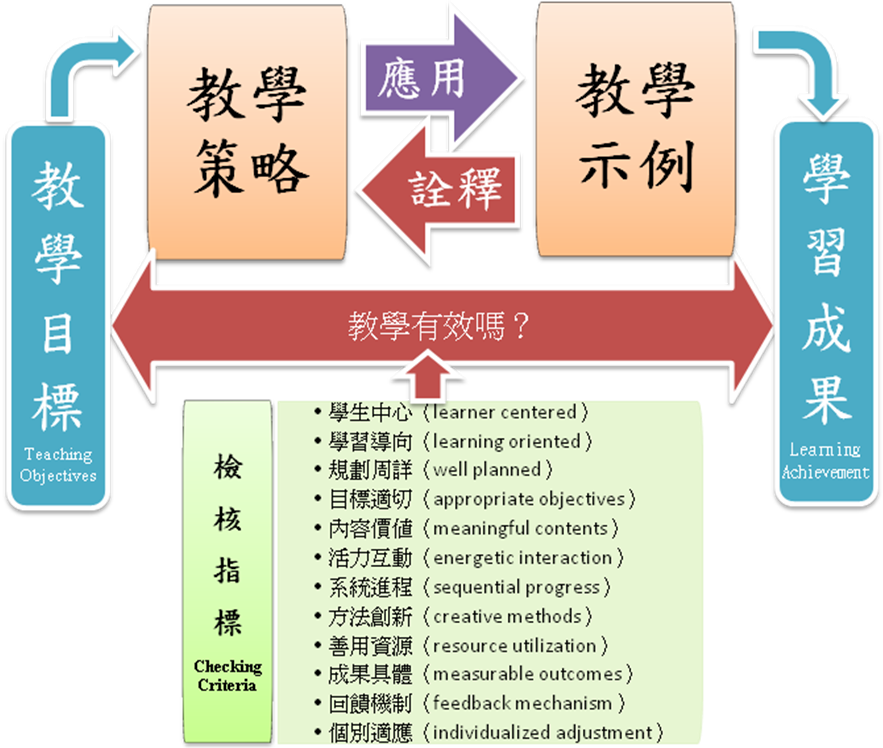 教學目標
Teaching
Objectives
教學
策略
應用
詮釋
教學
示例
學習成果
Learning
Achievement
教學有效嗎？
檢核指標
Checking
Criteria
• 學生中心（learner centered）
• 學習導向（learning oriented）
• 規劃周詳（well planned）
• 目標適切（appropriate objectives）
• 內容價值（meaningful contents）
• 活力互動（energetic interaction）
• 系統進程（sequential progress）
• 方法創新（creative methods）
• 善用資源（resource utilization）
• 成果具體（measurable outcomes）
• 回饋機制（feedback mechanism）
• 個別適應（individualized adjustment）